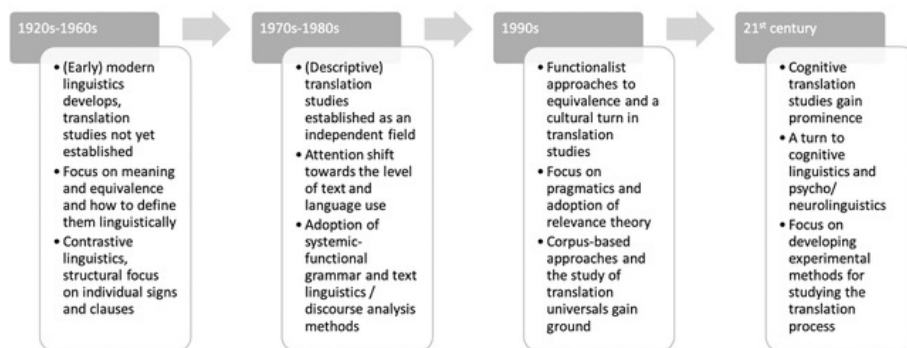 1920s-1960s
• (Early) modern
linguistics
develops,
translation
studies not yet
established
• Focus on meaning
and equivalence
and how to define
them linguistically
• Contrastive
linguistics,
structural focus
on individual signs
and clauses
1970s-1980s
• (Descriptive)
translation
studies
established as an
independent field
• Attention shift
towards the level
of text and
language use
• Adoption of
systemic-
functional
grammar and text
linguistics /
discourse analysis
methods
1990s
• Functionalist
approaches to
equivalence and a
cultural turn in
translation
studies
• Focus on
pragmatics and
adoption of
relevance theory
• Corpus-based
approaches and
the study of
translation
universals gain
ground
21st century
• Cognitive
translation
studies gain
prominence
• A turn to
cognitive
linguistics and
psycho/
neurolinguistics
• Focus on
developing
experimental
methods for
studying the
translation
process